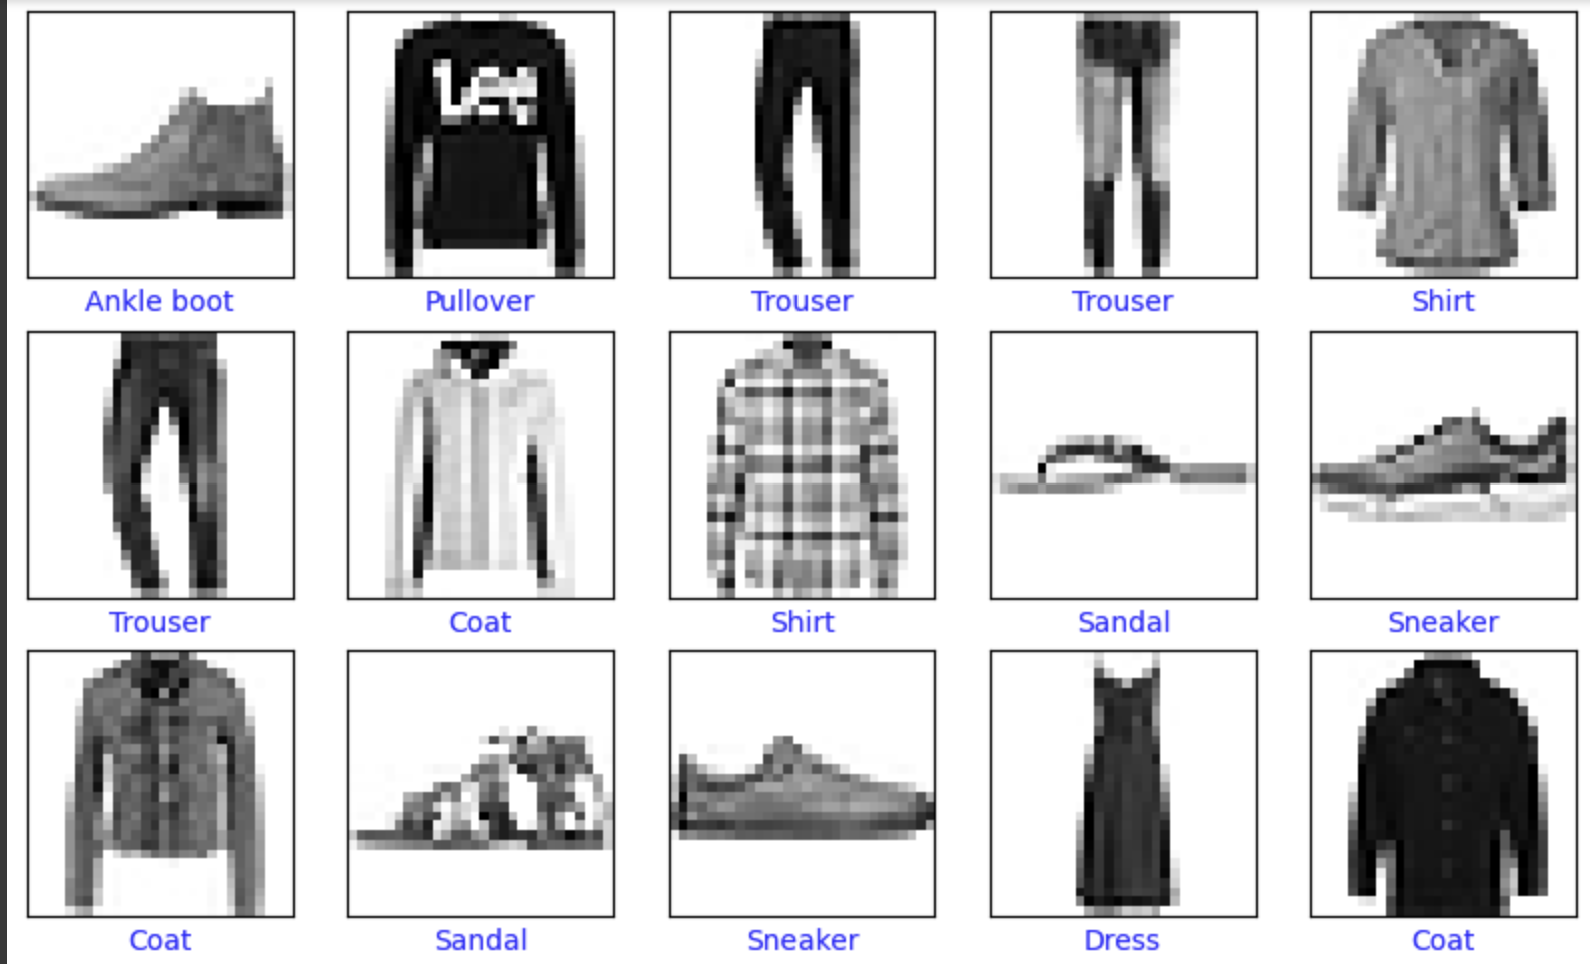 Lee
Ankle boot
Pullover
Trouser
Trouser
Shirt
Trouser
Coat
Shirt
Sandal
Sneaker
Coat
Sandal
Sneaker
Dress
Coat